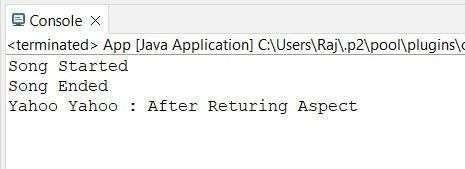 Console
<terminated> App [Java Application] C:\Users\Raj\.p2\pool\plugins\
Song Started
Song Ended
Yahoo Yahoo : After Returing Aspect